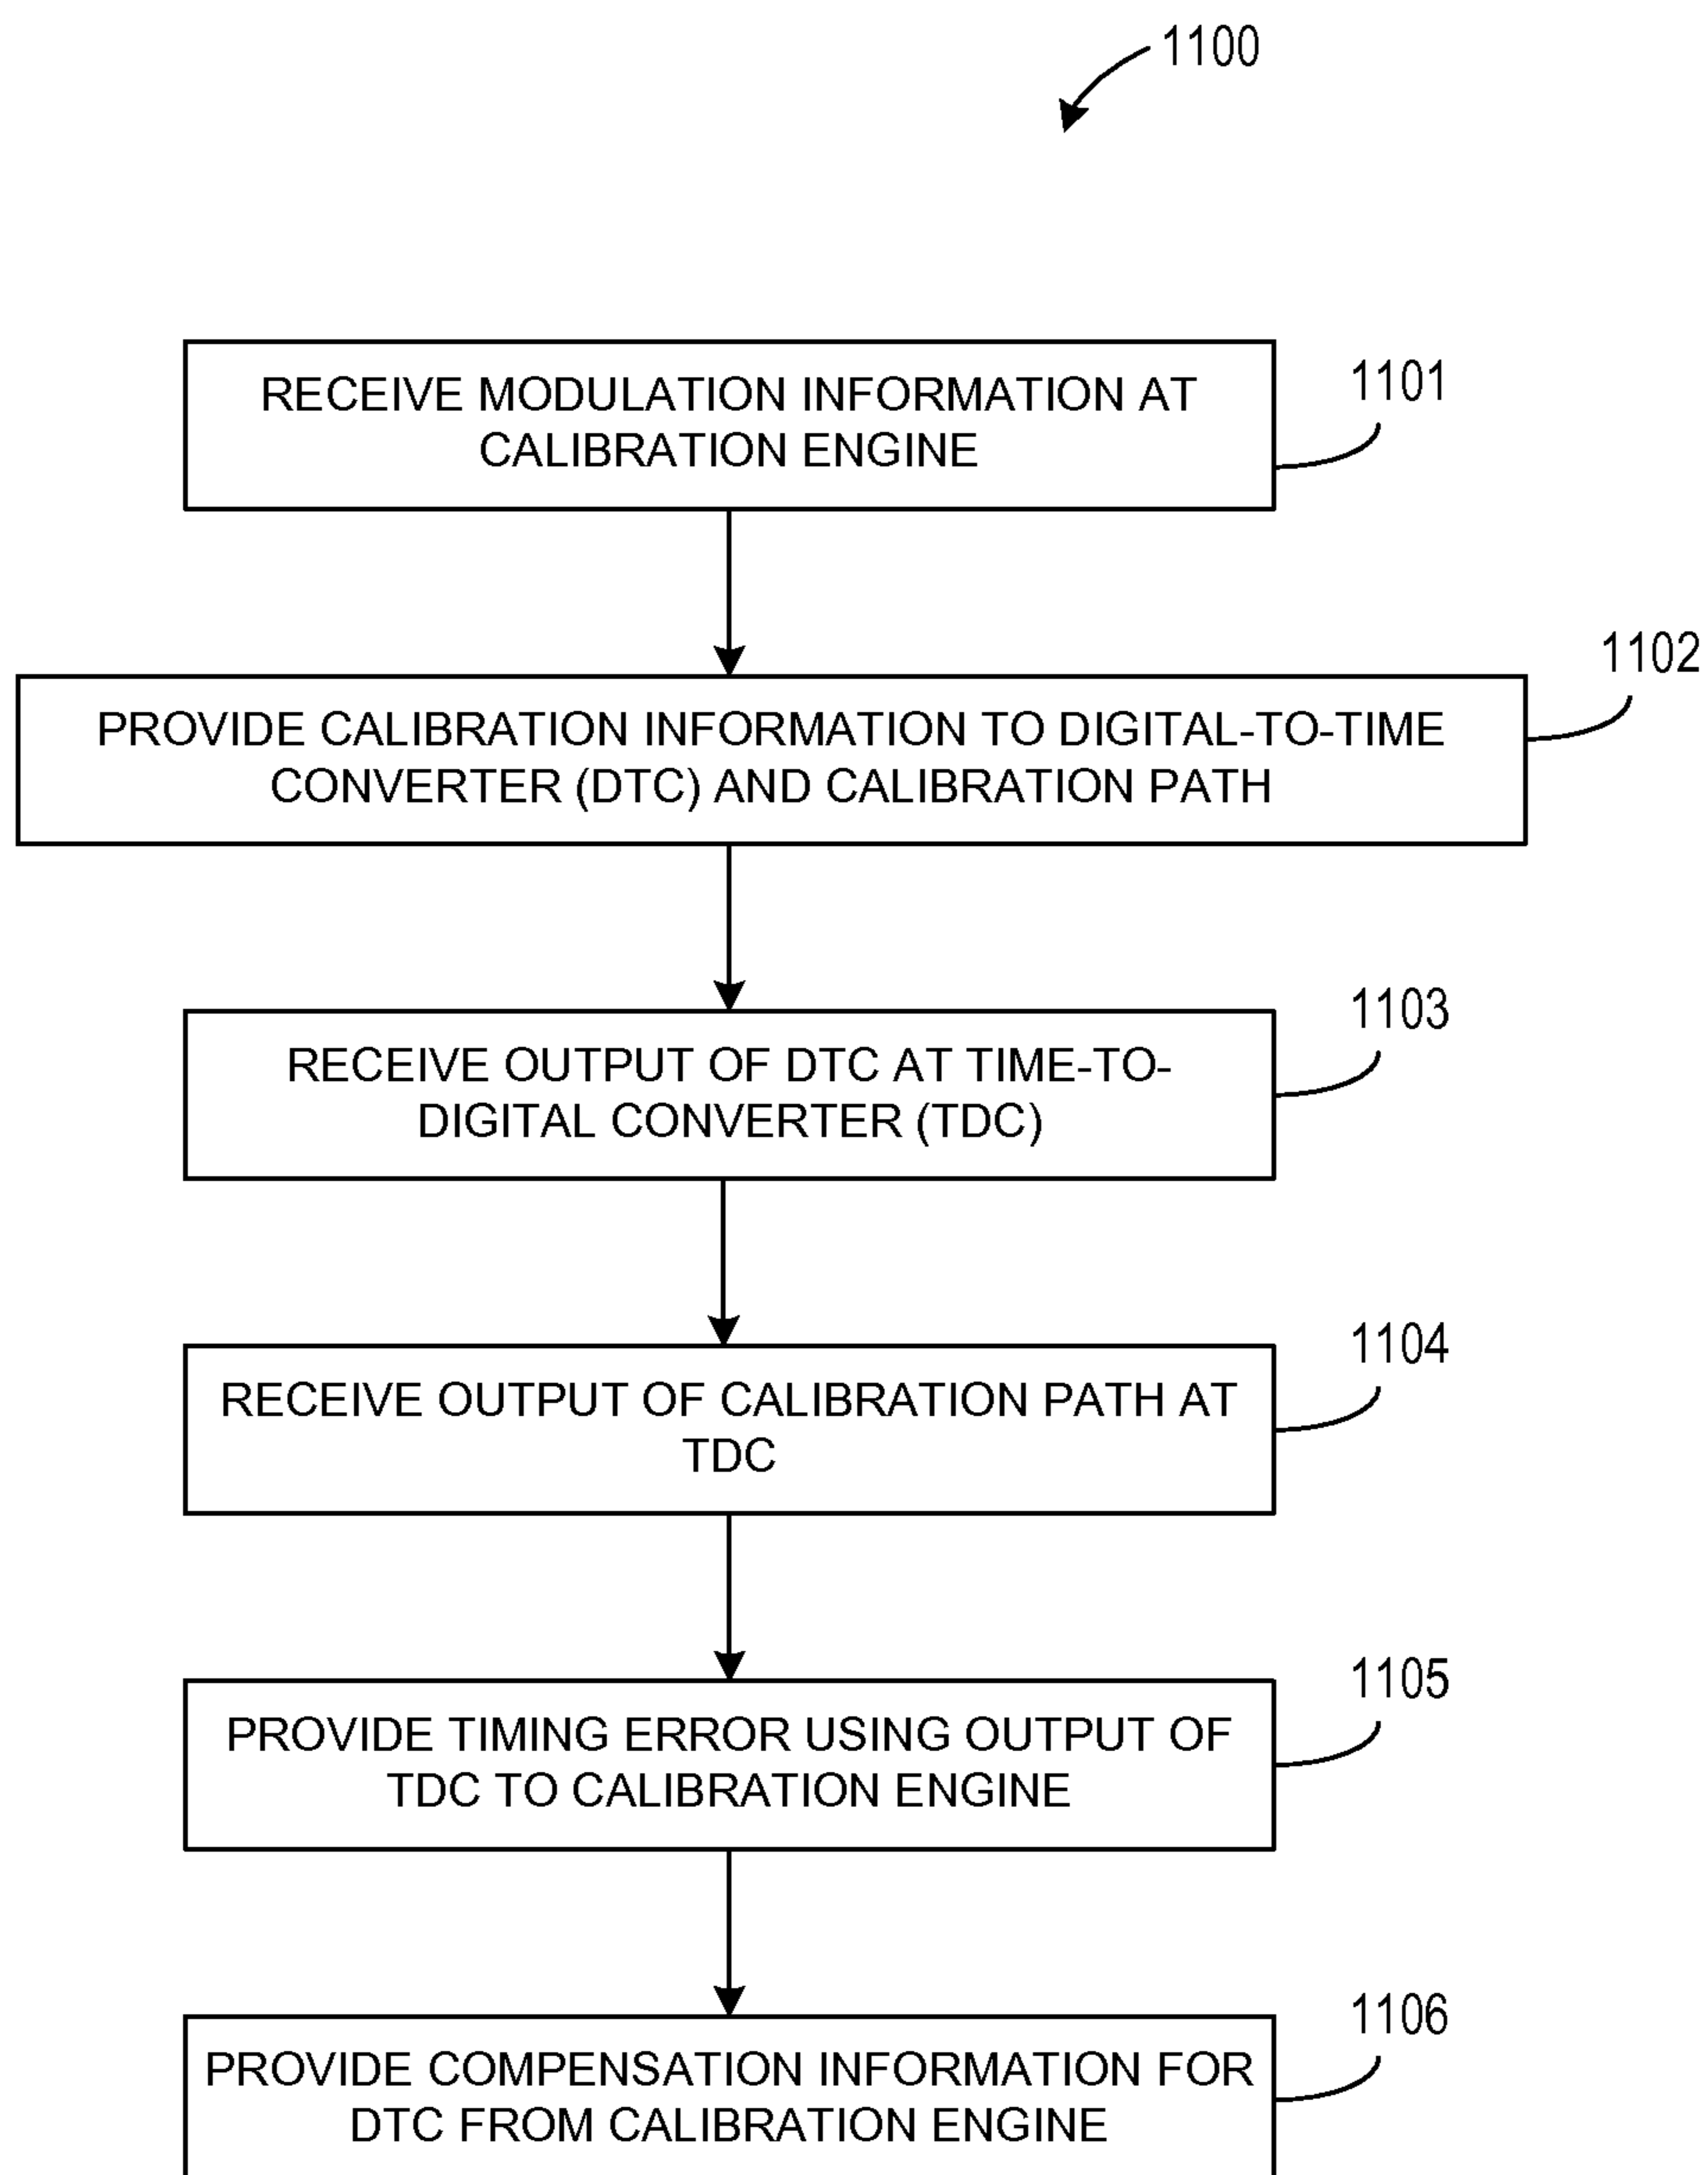 1100
RECEIVE MODULATION INFORMATION AT
CALIBRATION ENGINE
1101
PROVIDE CALIBRATION INFORMATION TO DIGITAL-TO-TIME
CONVERTER (DTC) AND CALIBRATION PATH
1102
RECEIVE OUTPUT OF DTC AT TIME-TO-
DIGITAL CONVERTER (TDC)
1103
RECEIVE OUTPUT OF CALIBRATION PATH AT
TDC
1104
PROVIDE TIMING ERROR USING OUTPUT OF
TDC TO CALIBRATION ENGINE
1105
PROVIDE COMPENSATION INFORMATION FOR
DTC FROM CALIBRATION ENGINE
1106